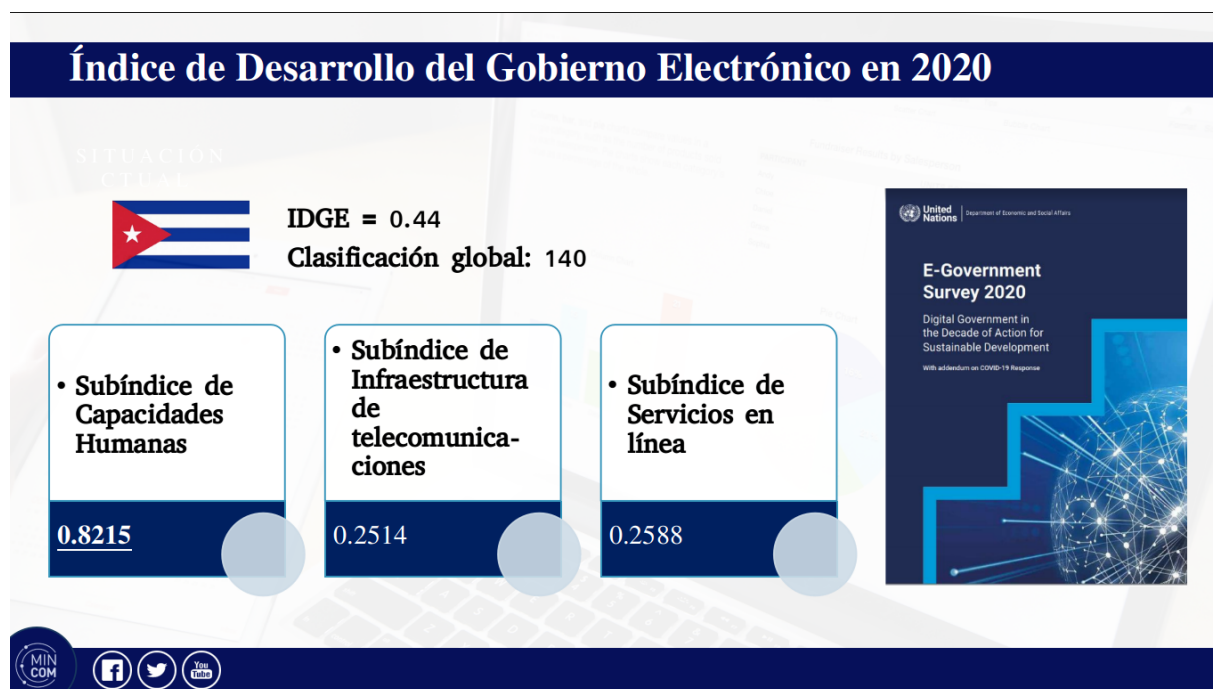 Índice de Desarrollo del Gobierno Electrónico en 2020
SITUACIÓN
CTUAL
IDGE = 0.44
Clasificación global: 140
• Subíndice de
Capacidades
Humanas
0.8215
• Subíndice de
Infraestructura
de
telecomunica-
ciones
0.2514
• Subíndice de
Servicios en
línea
0.2588
United
Nations
Department of Economic and Social Affairs
E-Government
Survey 2020
Digital Government in
the Decade of Action for
Sustainable Development
With addendum on COVID-19 Response
MIN
COM
You
Tube